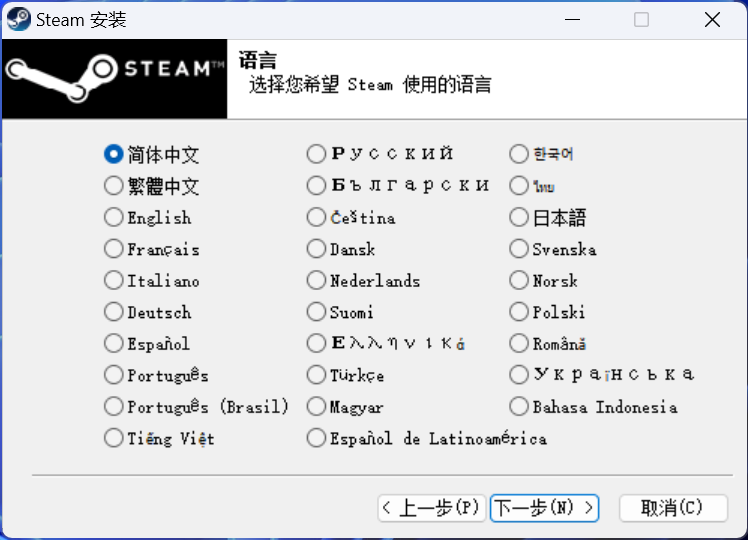 Steam 安装
STEAM™
语言
选择您希望 Steam 使用的语言
简体中文
Русский
한국어
繁體中文
Български
ไทย
English
Čeština
日本語
Français
Dansk
Svenska
Italiano
Nederlands
Norsk
Deutsch
Suomi
Polski
Español
Ελληνικά
Română
Português
Türkçe
Українська
Português (Brasil)
Magyar
Bahasa Indonesia
Tiếng Việt
Español de Latinoamérica
< 上一步(P)
下一步(N) >
取消(C)